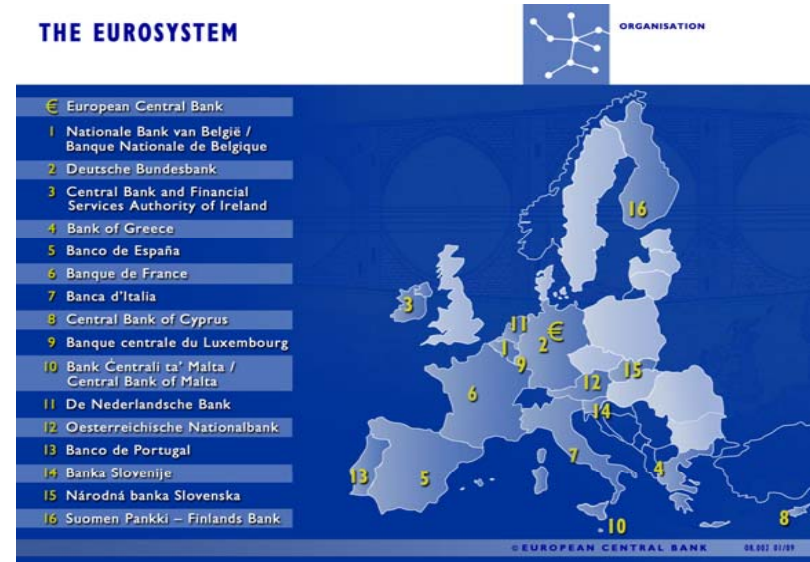 THE EUROSYSTEM
ORGANISATION
€ European Central Bank
1 Nationale Bank van België /
Banque Nationale de Belgique
2 Deutsche Bundesbank
3 Central Bank and Financial
Services Authority of Ireland
4 Bank of Greece
5 Banco de España
6 Banque de France
7 Banca d'Italia
8 Central Bank of Cyprus
9 Banque centrale du Luxembourg
10 Bank Ċentrali ta' Malta /
Central Bank of Malta
11 De Nederlandsche Bank
12 Oesterreichische Nationalbank
13 Banco de Portugal
14 Banka Slovenije
15 Národná banka Slovenska
16 Suomen Pankki – Finlands Bank
16
3
11
€
1
2
9
15
12
6
14
7
4
13
5
10
8
© EUROPEAN CENTRAL BANK 08.002 01/09